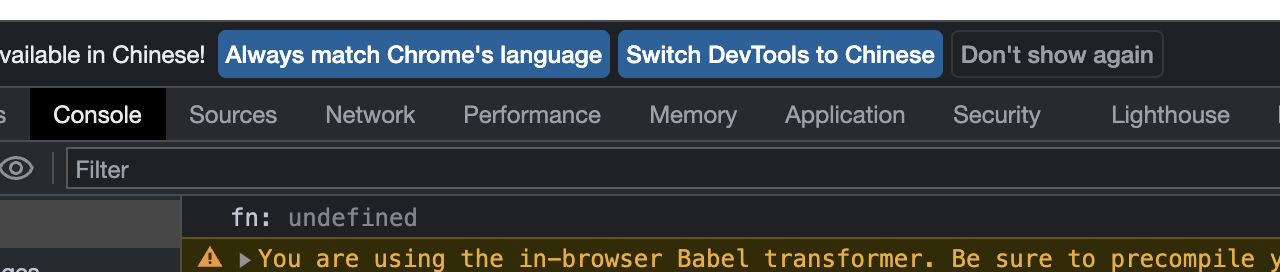 vailable in Chinese! Always match Chrome's language Switch DevTools to Chinese Don't show again
s Console Sources Network Performance Memory Application Security Lighthouse
Filter
fn: undefined
You are using the in-browser Babel transformer. Be sure to precompile y